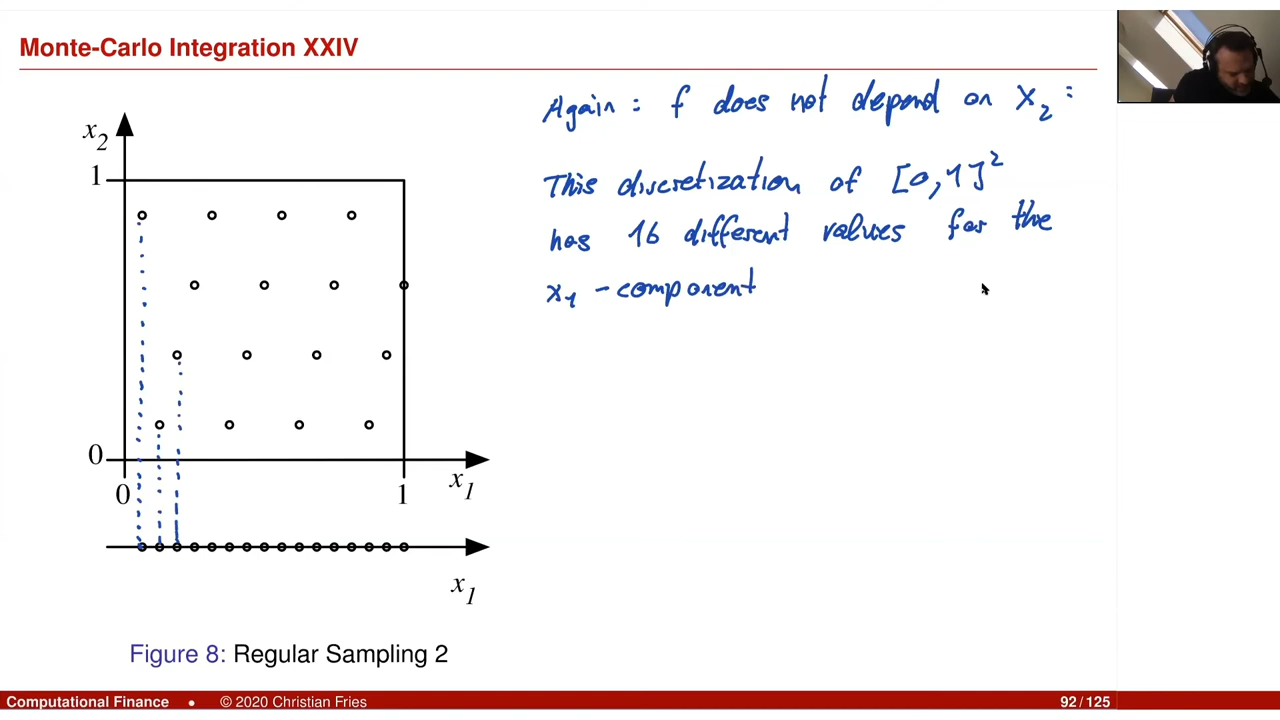 Monte-Carlo Integration XXIV
Again : f does not depend on x₂ :
This discretization of [0,1]²
has 16 different values for the
x₁ - component
x₂
1
0
0
1
x₁
x₁
Figure 8: Regular Sampling 2
Computational Finance • © 2020 Christian Fries 92 / 125